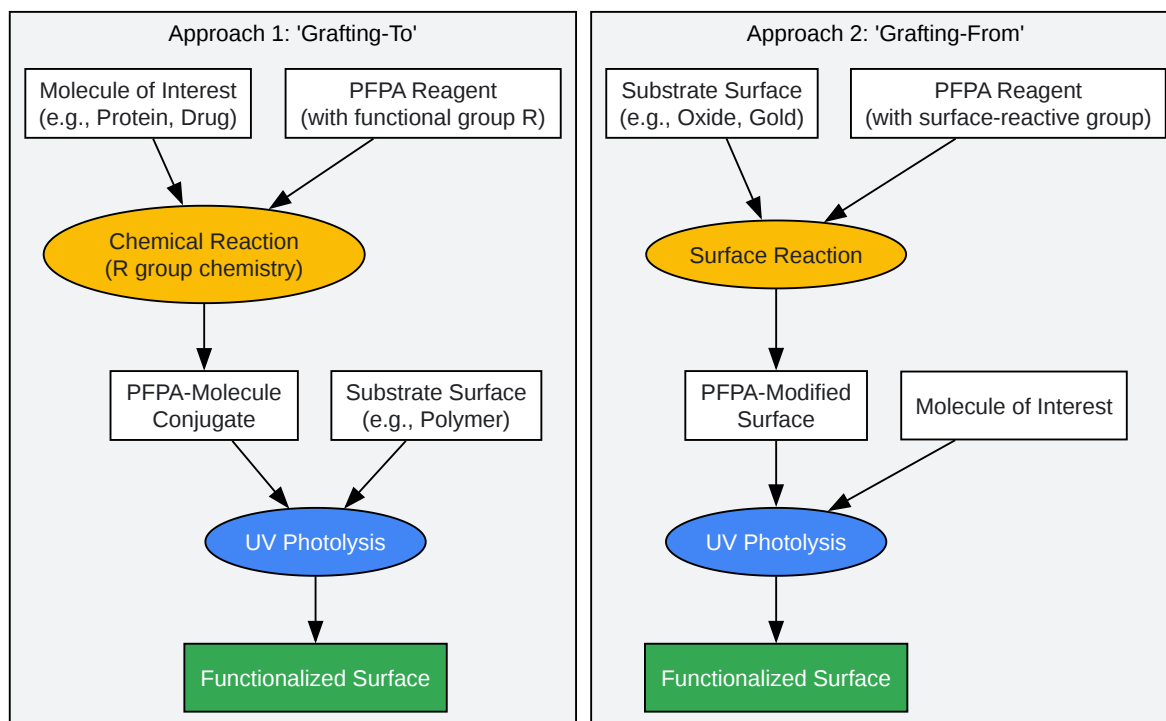 Approach 1: 'Grafting-To'
Molecule of Interest
(e.g., Protein, Drug)
PFPA Reagent
(with functional group R)
Chemical Reaction
(R group chemistry)
PFPA-Molecule
Conjugate
Substrate Surface
(e.g., Polymer)
UV Photolysis
Functionalized Surface
Approach 2: 'Grafting-From'
Substrate Surface
(e.g., Oxide, Gold)
PFPA Reagent
(with surface-reactive group)
Surface Reaction
PFPA-Modified
Surface
Molecule of Interest
UV Photolysis
Functionalized Surface